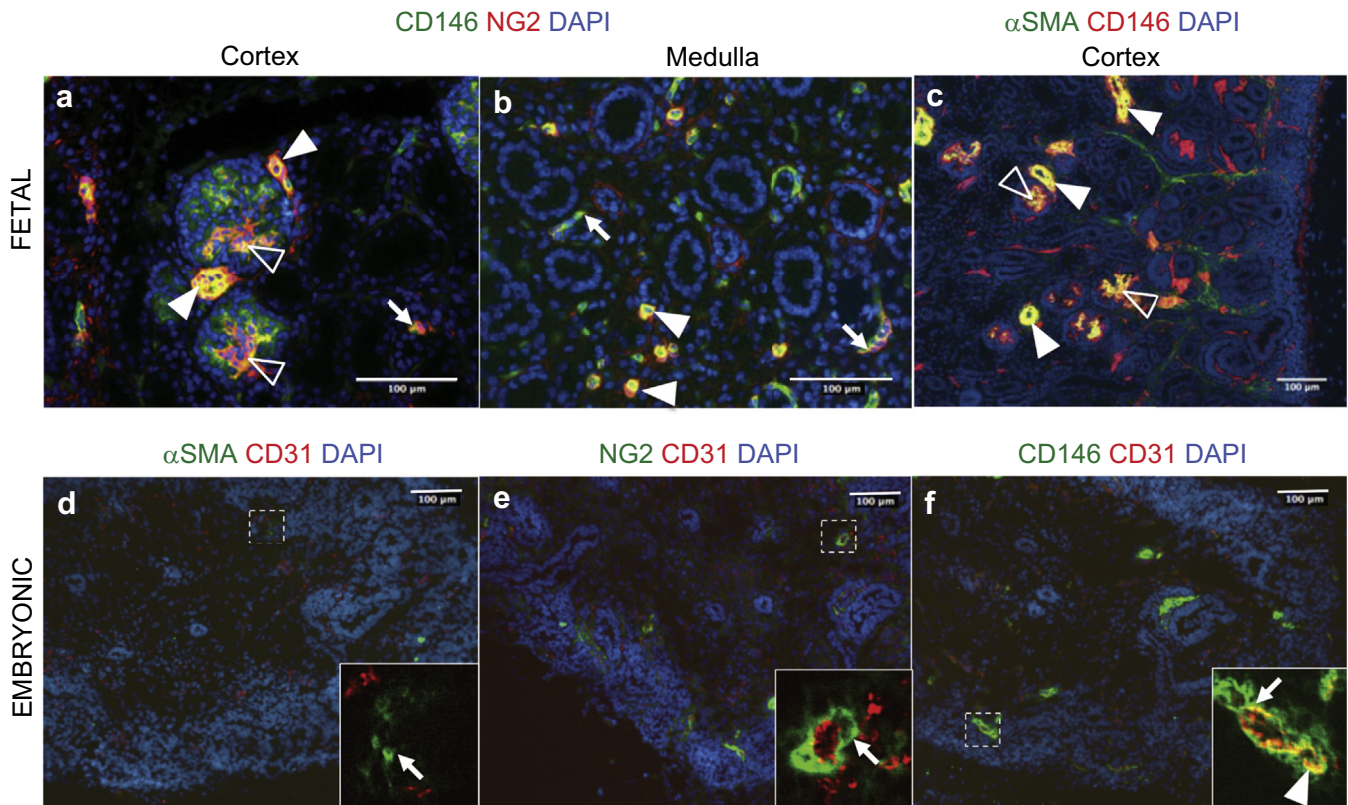 CD146 NG2 DAPI
αSMA CD146 DAPI
Cortex
Medulla
Cortex
FETAL
a
b
c
100 µm
100 µm
100 µm
αSMA CD31 DAPI
NG2 CD31 DAPI
CD146 CD31 DAPI
EMBRYONIC
d
e
f
100 µm
100 µm
100 µm